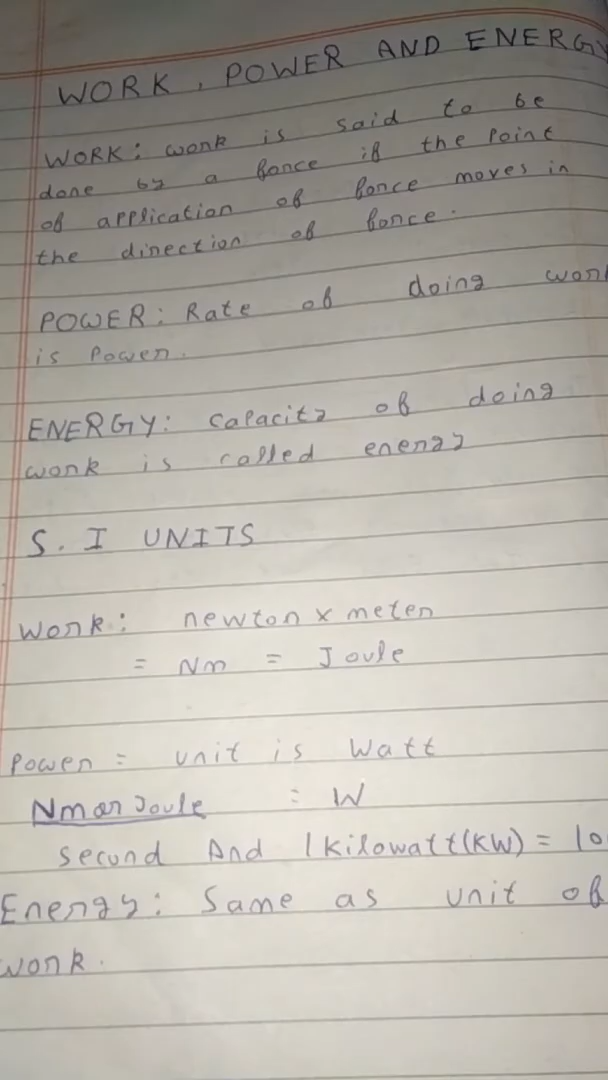 WORK, POWER AND ENERGY
WORK: work is said to be
done by a force if the point
of application of force moves in
the direction of force.
POWER: Rate of doing work
is Power.
ENERGY: capacity of doing
work is called energy
S. I UNITS
Work: newton x meter
= Nm = Joule
Power = unit is Watt
Nm or Joule = W
second And 1 Kilowatt(KW) = 10
Energy: Same as unit of
work.